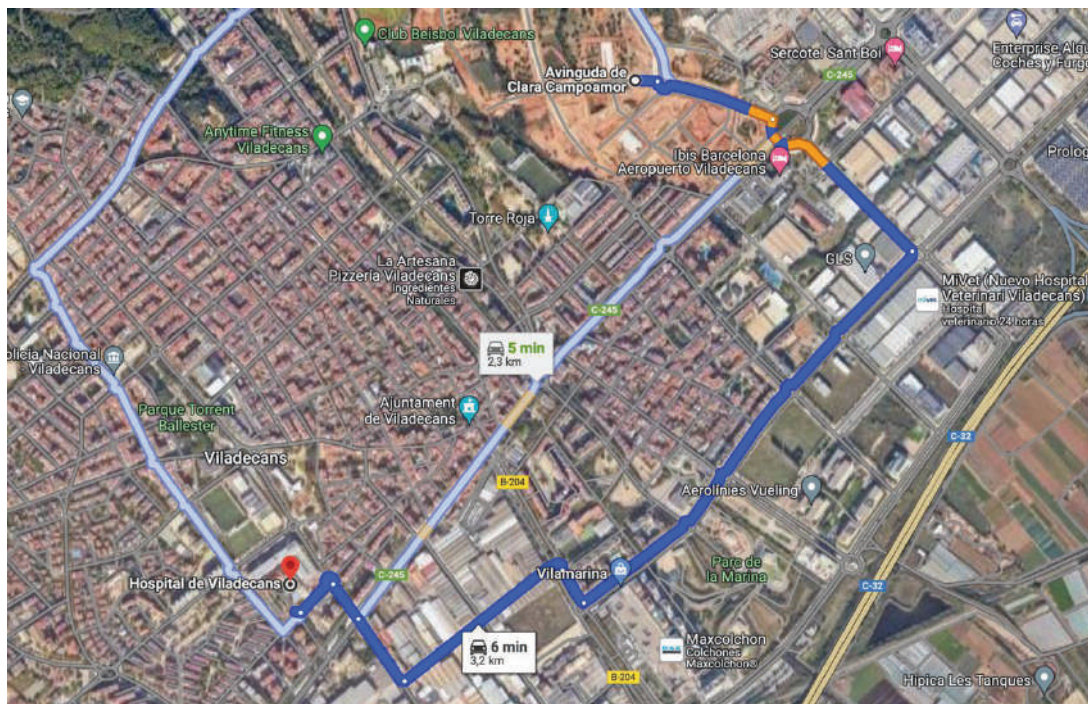 Club Beisbol Viladecans
Sercote. Sant Boi
Enterprise Alqu
Coches y Furgo
C-245
Avinguda de
Clara Campoamor
Anytime Fitness
Viladecans
Ibis Barcelona
Aeropuerto Viladecans
Prolog
Torre Roja
GLS
La Artesana
Pizzería Viladecans
Ingredientes
Naturales
MiVet (Nuevo Hospital
Veterinari Viladecans)
Hospital
veterinario 24 horas
C-245
5 min
2,3 km
olicia Nacional
Viladecans
Parque Torrent
Ballester
Ajuntament
de Viladecans
C-32
Viladecans
B-204
Aerolínies Vueling
Parc de
la Marina
Vilamarina
Hospital de Viladecans
C-245
C-32
6 min
3,2 km
Maxcolchon
Colchones
Maxcolchon®
B-204
Hípica Les Tanques